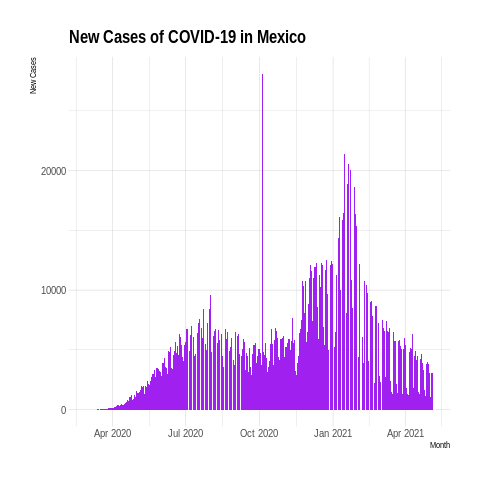 New Cases of COVID-19 in Mexico
New Cases
20000
10000
0
Apr 2020 Jul 2020 Oct 2020 Jan 2021 Apr 2021
Month